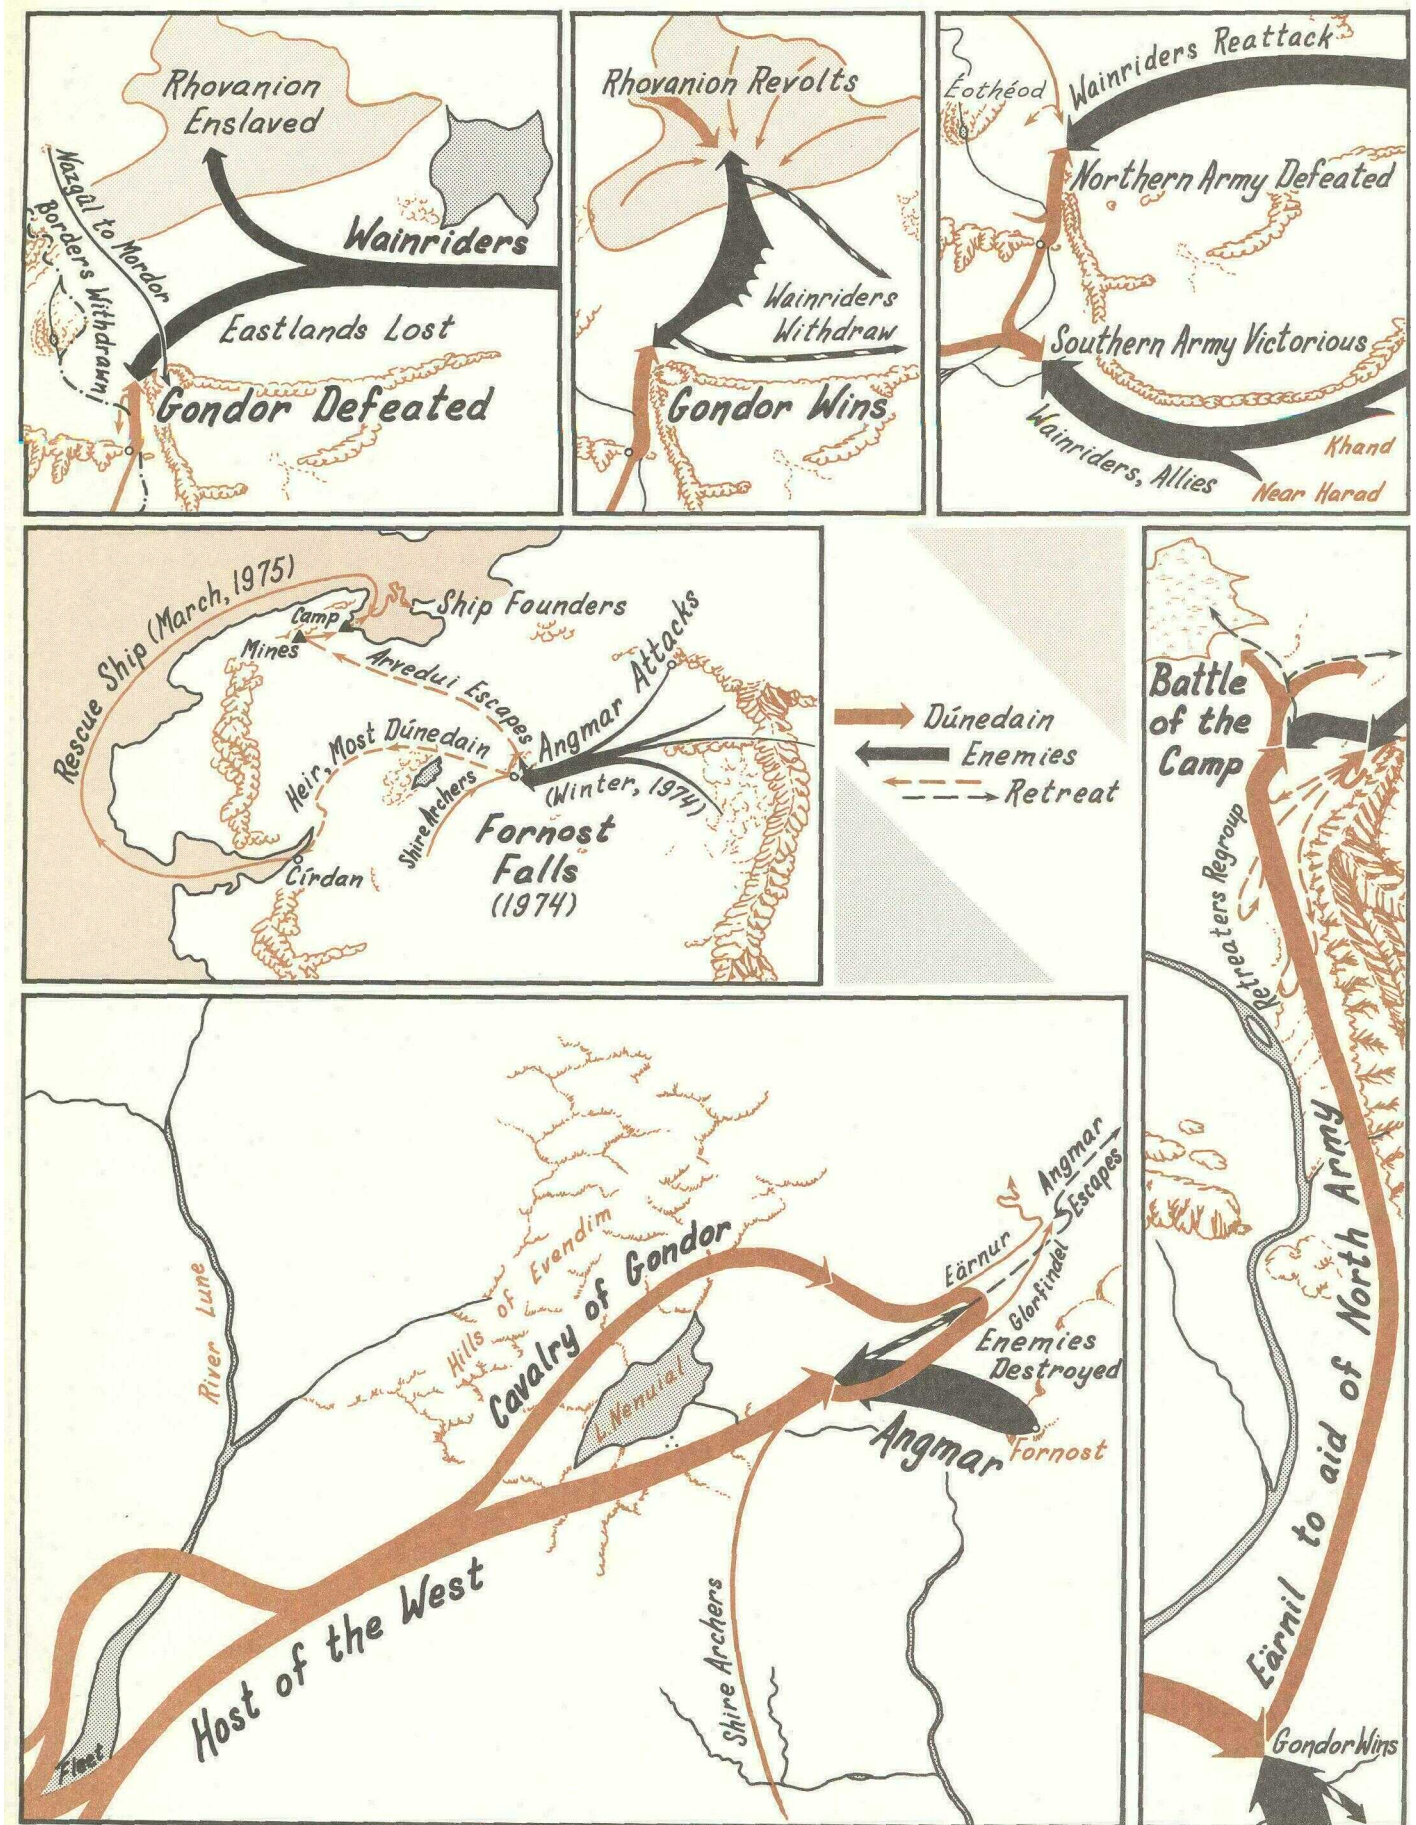 Rhovanion
Enslaved
Nazgûl to Mordor
Borders Withdrawn
Wainriders
Eastlands Lost
Gondor Defeated
Rhovanion Revolts
Wainriders
Withdraw
Gondor Wins
Wainriders Reattack
Éothéod
Northern Army Defeated
Southern Army Victorious
Wainriders, Allies
Khand
Near Harad
Rescue Ship (March, 1975)
Camp
Ship Founders
Mines
Arvedui Escapes
Angmar Attacks
Heir, Most Dúnedain
Shire Archers
(Winter, 1974)
Fornost
Falls
(1974)
Círdan
Dúnedain
Enemies
Retreat
Battle
of the
Camp
Retreaters Regroup
Eärnil to aid of North Army
Gondor Wins
River Lune
Hills of Evendim
Cavalry of Gondor
L. Nenuial
Eärnur
Glorfindel
Angmar
Escapes
Enemies
Destroyed
Angmar
Fornost
Host of the West
Shire Archers
Fleet